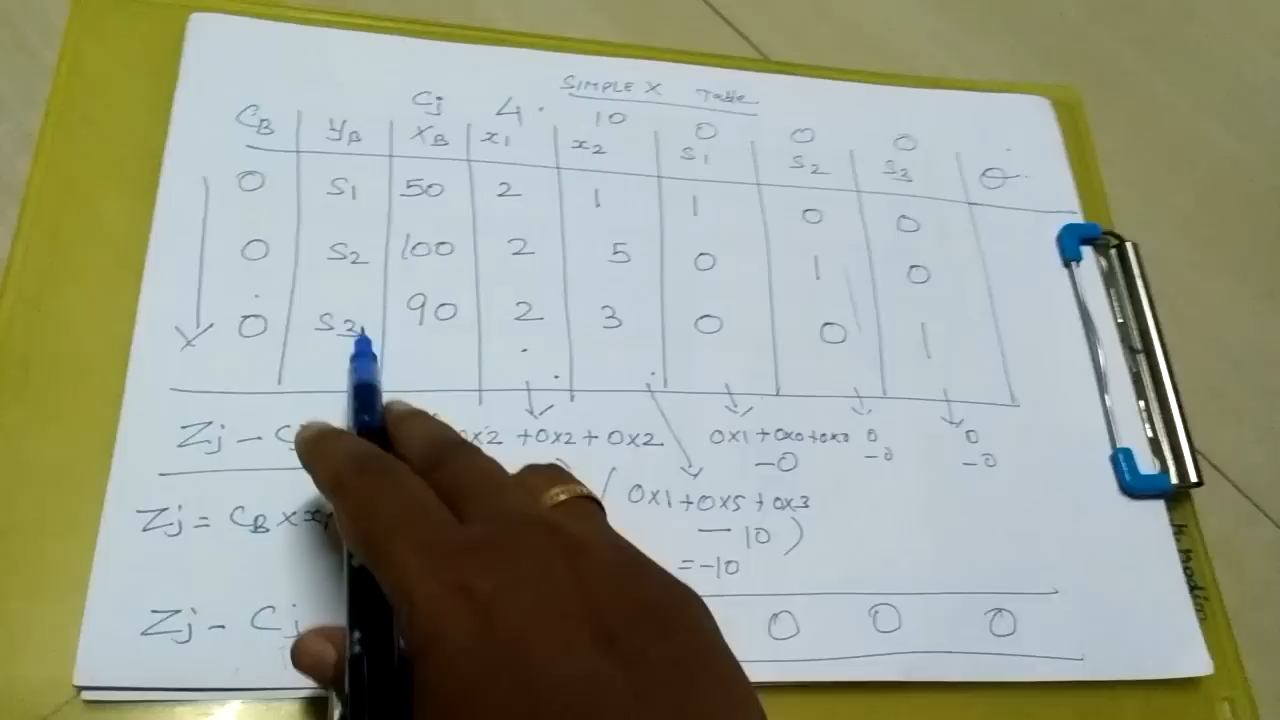 SIMPLEX Table
Cj 4 10 0 0 0
CB yB XB x1 x2 s1 s2 s3 θ
0 s1 50 2 1 1 0 0
0 s2 100 2 5 0 1 0
0 s3 90 2 3 0 0 1
Zj - C 0x2 +0x2 + 0x2 0x1+0x0+0x0 0 0
-0 -0 -0
Zj = CB x x 0x1+0x5+0x3
- 10 )
= -10
Zj - Cj 0 0 0